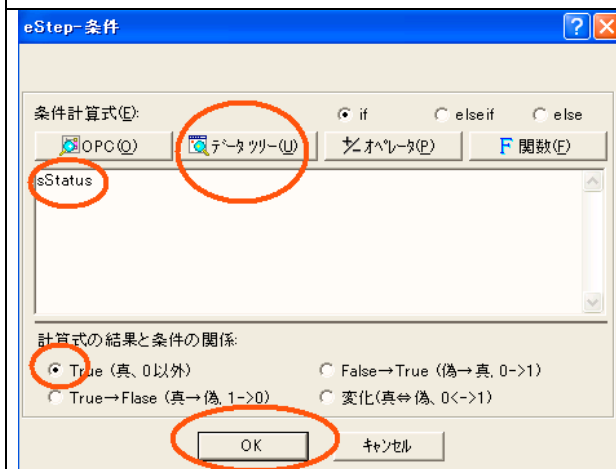 eStep-条件
条件計算式(E): if elseif else
OPC(O) データ ツリー(U) オペレータ(P) F 関数(F)
sStatus
計算式の結果と条件の関係:
True (真、0以外) False→True (偽→真, 0->1)
True→Flase (真→偽, 1->0) 変化(真⇔偽、0<->1)
OK キャンセル